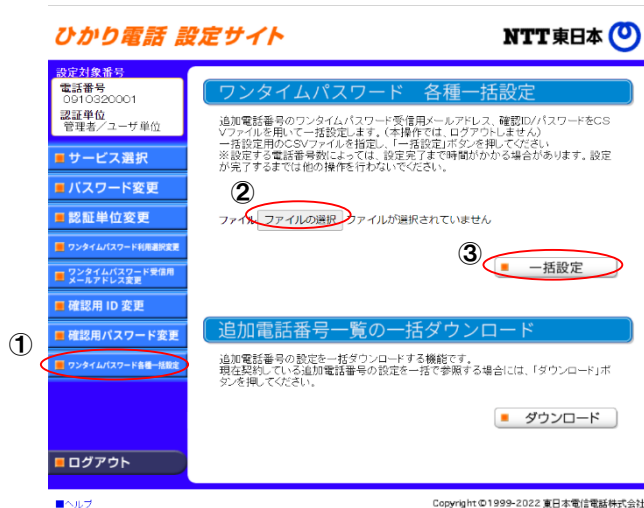 ひかり電話 設定サイト
NTT東日本
設定対象番号
電話番号
0910320001
認証単位
管理者/ユーザ単位
サービス選択
パスワード変更
認証単位変更
ワンタイムパスワード利用選択変更
ワンタイムパスワード受信用
メールアドレス変更
確認用 ID 変更
確認用パスワード変更
①
ワンタイムパスワード各種一括設定
ログアウト
ワンタイムパスワード 各種一括設定
追加電話番号のワンタイムパスワード受信用メールアドレス、確認ID/パスワードをCS
Vファイルを用いて一括設定します。(本操作では、ログアウトしません)
一括設定用のCSVファイルを指定し、「一括設定」ボタンを押してください
※設定する電話番号数によっては、設定完了まで時間がかかる場合があります。設定
が完了するまでは他の操作を行わないでください。
②
ファイル ファイルの選択 ファイルが選択されていません
③
一括設定
追加電話番号一覧の一括ダウンロード
追加電話番号の設定を一括ダウンロードする機能です。
現在契約している追加電話番号の設定を一括で参照する場合には、「ダウンロード」ボ
タンを押してください。
ダウンロード
■ヘルプ
Copyright©1999-2022 東日本電信電話株式会社